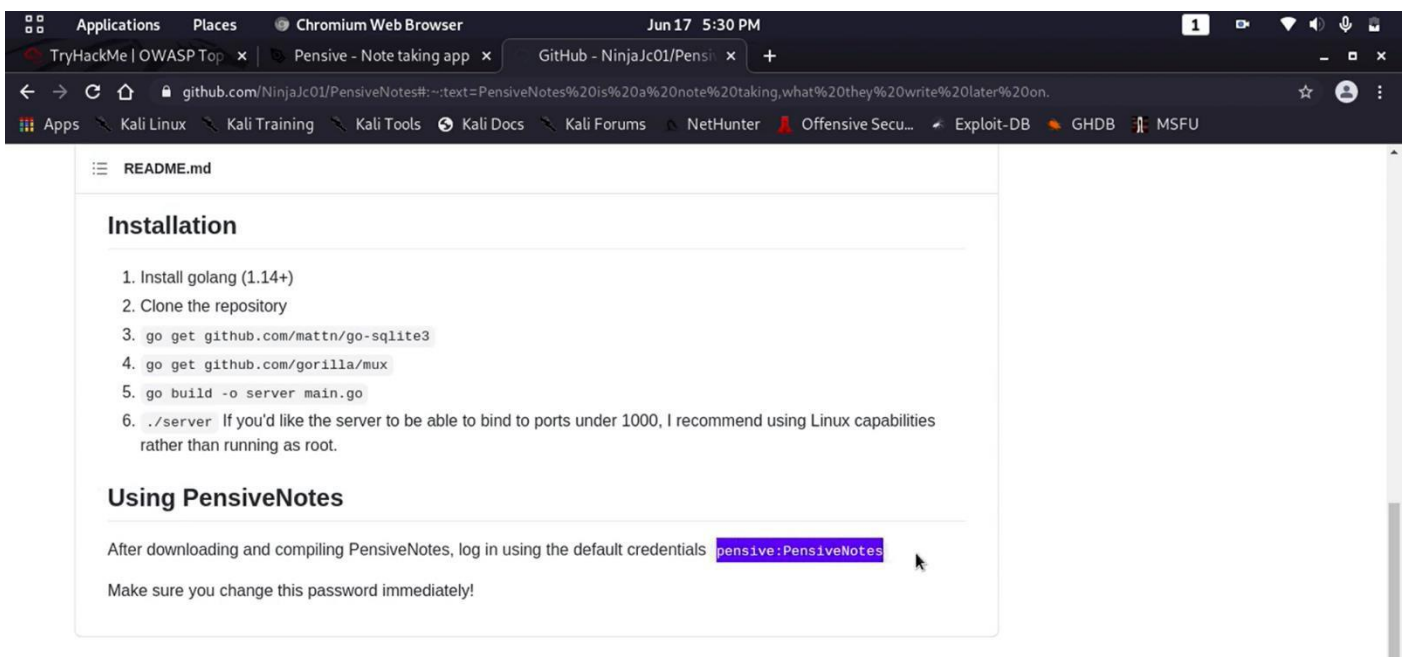 Applications Places Chromium Web Browser Jun 17 5:30 PM 1
TryHackMe | OWASP Top × Pensive - Note taking app × GitHub - NinjaJc01/Pensi × +
github.com/NinjaJc01/PensiveNotes#:~:text=PensiveNotes%20is%20a%20note%20taking,what%20they%20write%20later%20on.
Apps Kali Linux Kali Training Kali Tools Kali Docs Kali Forums NetHunter Offensive Secu... Exploit-DB GHDB MSFU
README.md
Installation
1. Install golang (1.14+)
2. Clone the repository
3. go get github.com/mattn/go-sqlite3
4. go get github.com/gorilla/mux
5. go build -o server main.go
6. ./server If you'd like the server to be able to bind to ports under 1000, I recommend using Linux capabilities
rather than running as root.
Using PensiveNotes
After downloading and compiling PensiveNotes, log in using the default credentials pensive:PensiveNotes
Make sure you change this password immediately!